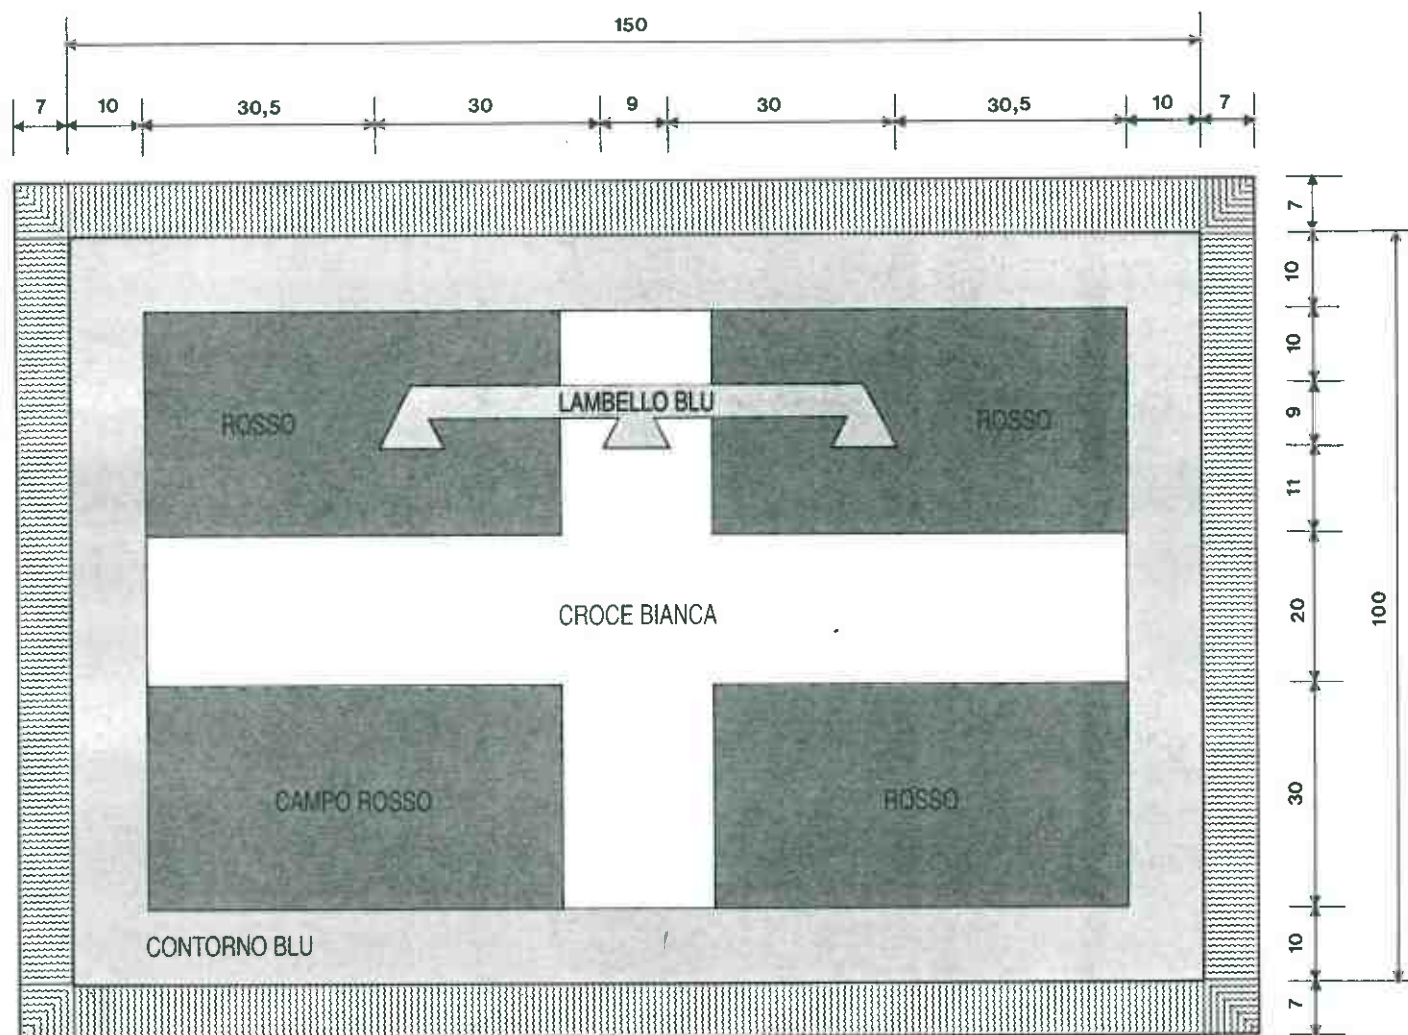 150
7 10 30,5 30 9 30 30,5 10 7
7
10
10
9
11
20
100
30
10
7
LAMBELLO BLU
ROSSO
ROSSO
CROCE BIANCA
CAMPO ROSSO
ROSSO
CONTORNO BLU